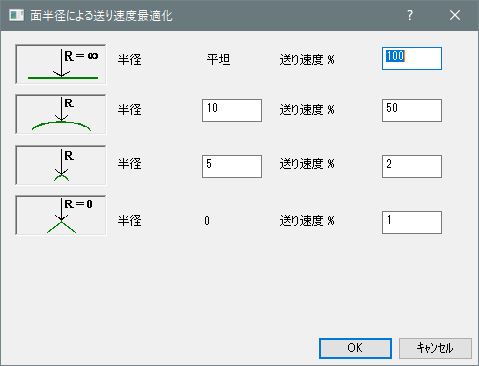 面半径による送り速度最適化
R = ∞ 半径 平坦 送り速度 % 100
R 半径 10 送り速度 % 50
R 半径 5 送り速度 % 2
R = 0 半径 0 送り速度 % 1
OK キャンセル